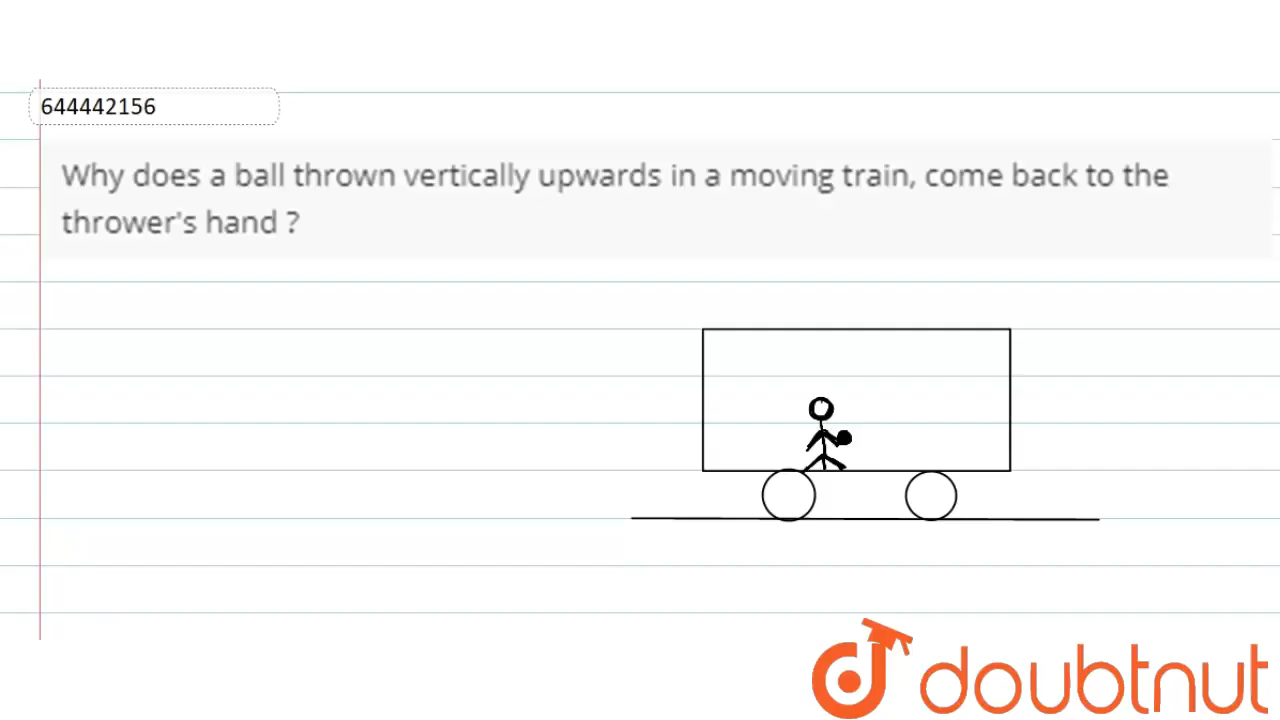 644442156
Why does a ball thrown vertically upwards in a moving train, come back to the
thrower's hand ?
doubtnut